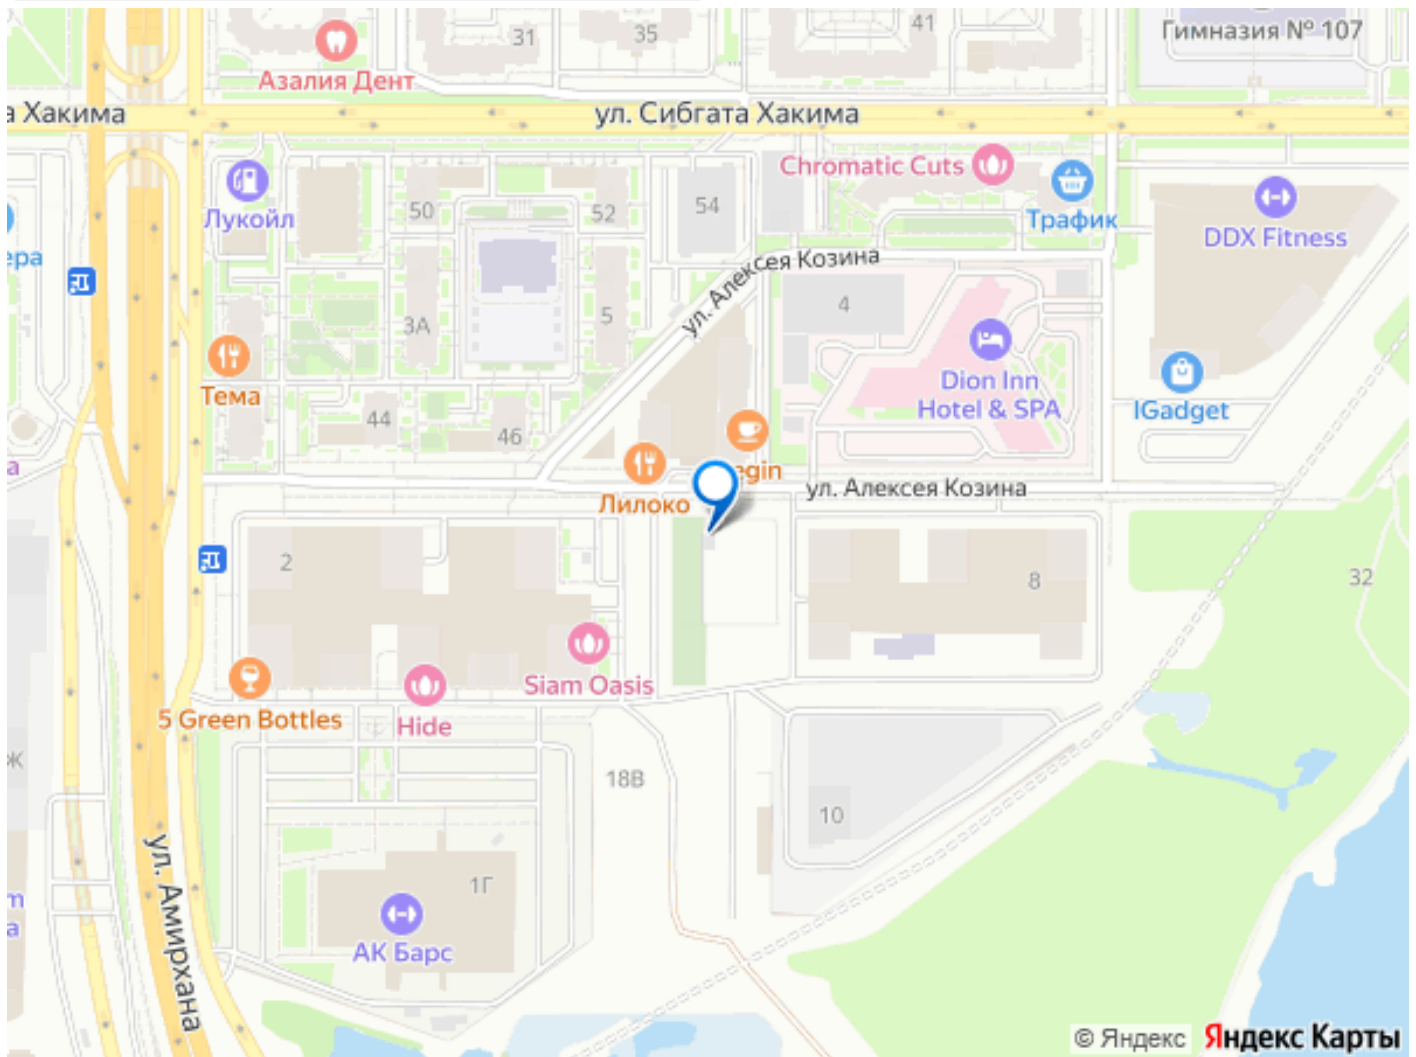 31
35
41
Гимназия № 107
Азалия Дент
а Хакима
ул. Сибгата Хакима
Chromatic Cuts
Трафик
DDX Fitness
Лукойл
50
52
54
ера
ул. Алексея Козина
3А
5
4
Тема
44
46
Dion Inn
Hotel & SPA
IGadget
а
egin
Лилоко
ул. Алексея Козина
2
8
32
Siam Oasis
5 Green Bottles
Hide
ж
18В
10
ул. Амирхана
1Г
m
а
АК Барс
© Яндекс Яндекс Карты